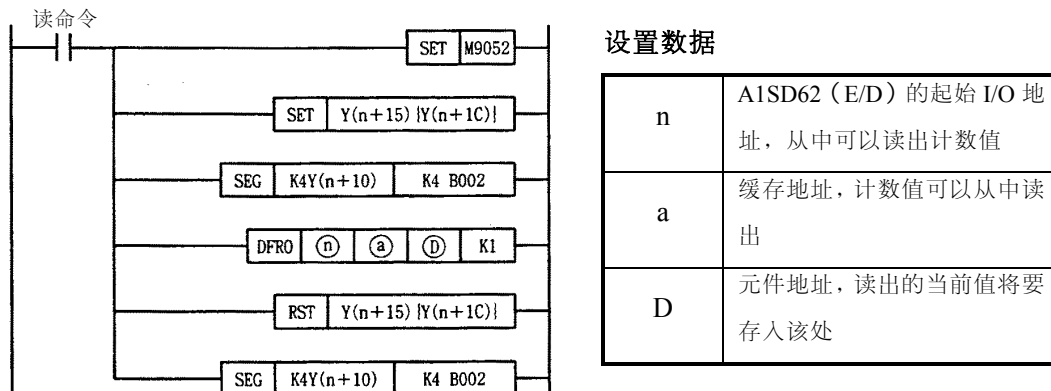 读命令
SET M9052
SET Y(n+15){Y(n+1C)}
SEG K4Y(n+10) K4 B002
DFRO ⓝ ⓐ Ⓓ K1
RST Y(n+15){Y(n+1C)}
SEG K4Y(n+10) K4 B002
设置数据
n
A1SD62（E/D）的起始 I/O 地
址，从中可以读出计数值
a
缓存地址，计数值可以从中读
出
D
元件地址，读出的当前值将要
存入该处